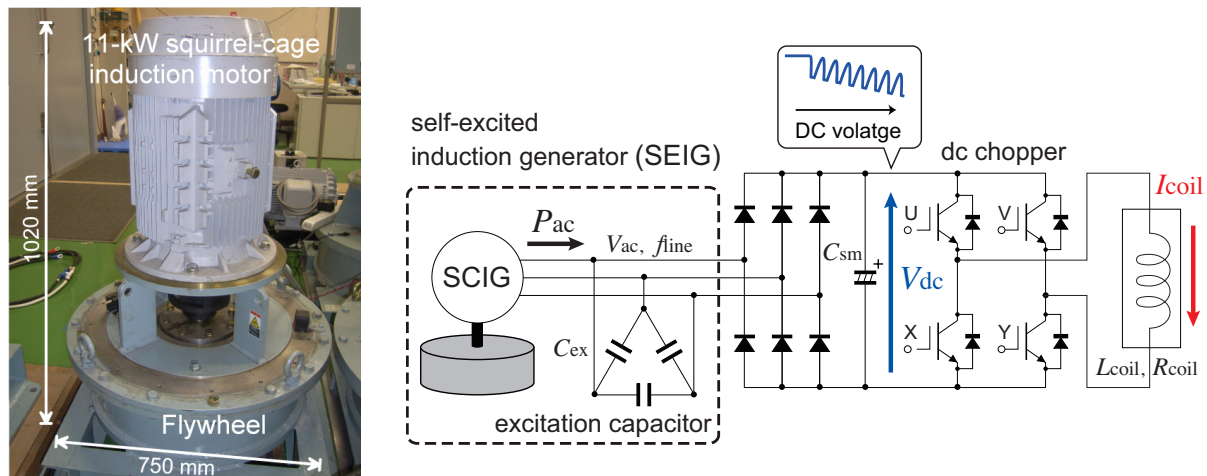 11-kW squirrel-cage
induction motor
1020 mm
Flywheel
750 mm
DC volatge
self-excited
induction generator (SEIG)
dc chopper
Pac
Vac, fline
SCIG
Cex
excitation capacitor
Csm
+
Vdc
U
V
X
Y
Icoil
Lcoil, Rcoil